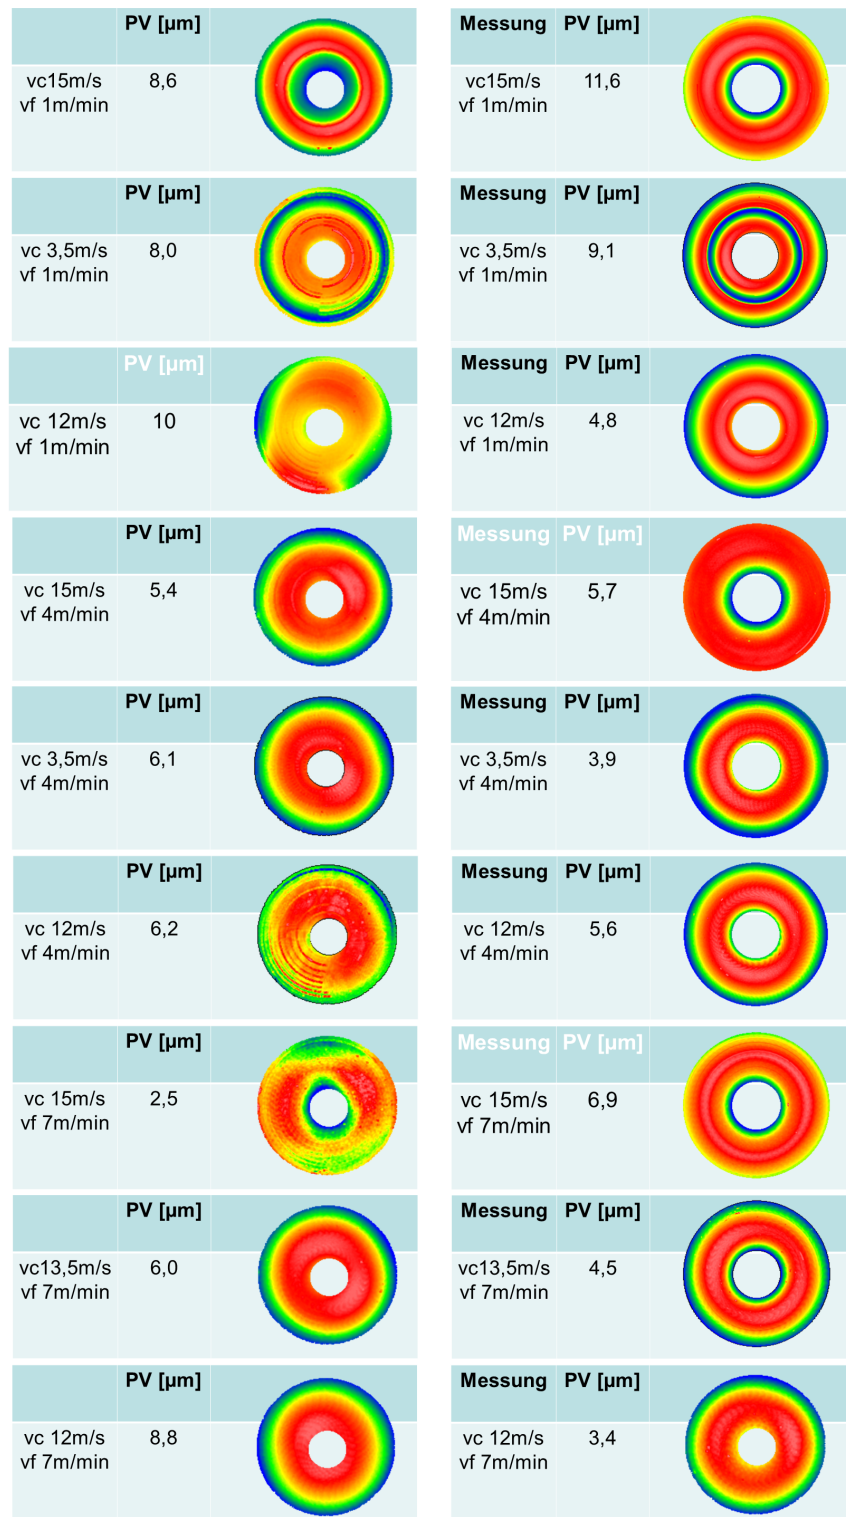 PV [µm]
vc15m/s
vf 1m/min
8,6
Messung PV [µm]
vc15m/s
vf 1m/min
11,6
PV [µm]
vc 3,5m/s
vf 1m/min
8,0
Messung PV [µm]
vc 3,5m/s
vf 1m/min
9,1
PV [µm]
vc 12m/s
vf 1m/min
10
Messung PV [µm]
vc 12m/s
vf 1m/min
4,8
PV [µm]
vc 15m/s
vf 4m/min
5,4
Messung PV [µm]
vc 15m/s
vf 4m/min
5,7
PV [µm]
vc 3,5m/s
vf 4m/min
6,1
Messung PV [µm]
vc 3,5m/s
vf 4m/min
3,9
PV [µm]
vc 12m/s
vf 4m/min
6,2
Messung PV [µm]
vc 12m/s
vf 4m/min
5,6
PV [µm]
vc 15m/s
vf 7m/min
2,5
Messung PV [µm]
vc 15m/s
vf 7m/min
6,9
PV [µm]
vc13,5m/s
vf 7m/min
6,0
Messung PV [µm]
vc13,5m/s
vf 7m/min
4,5
PV [µm]
vc 12m/s
vf 7m/min
8,8
Messung PV [µm]
vc 12m/s
vf 7m/min
3,4